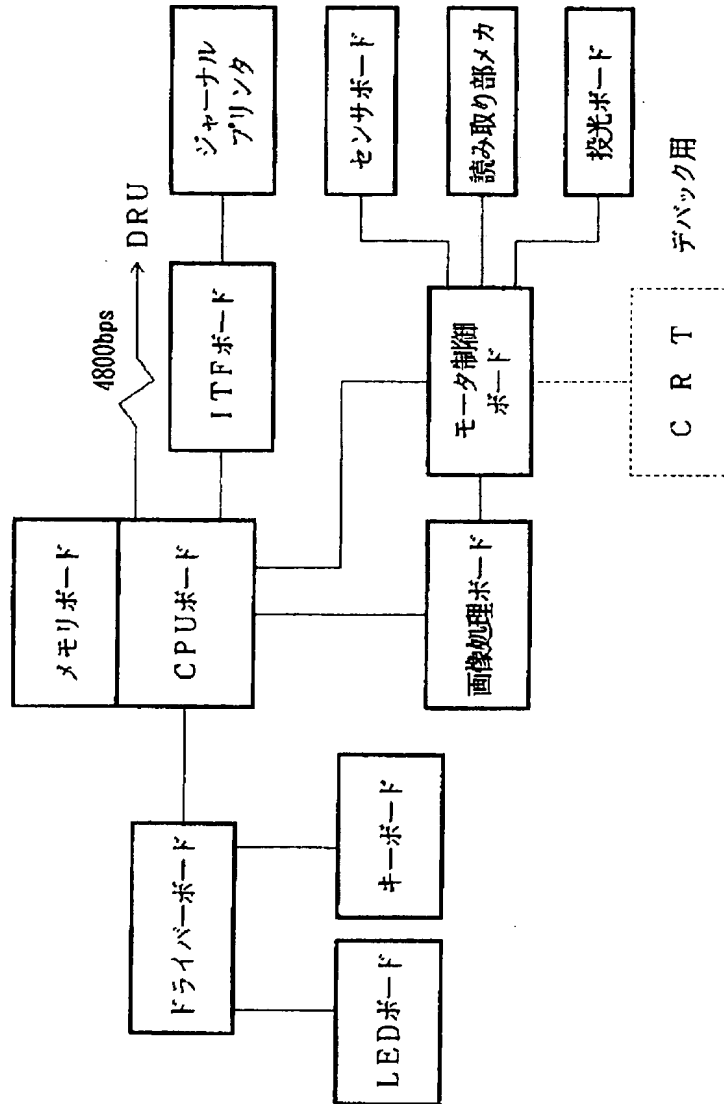 メモリボード
CPUボード
4800bps
DRU
ITFボード
ジャーナル
プリンタ
ドライバーボード
LEDボード
キーボード
画像処理ボード
モータ制御
ボード
センサボード
読み取り部メカ
投光ボード
CRT
デバック用